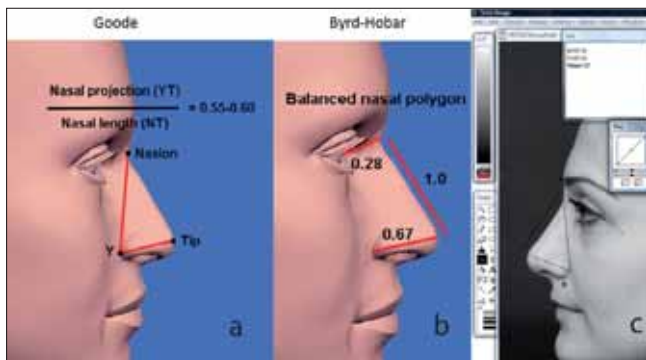 Goode
Nasal projection (YT)
Nasal length (NT)
= 0.55-0.60
Nasion
Y
Tip
a
Byrd-Hobar
Balanced nasal polygon
0.28
1.0
0.67
b
c